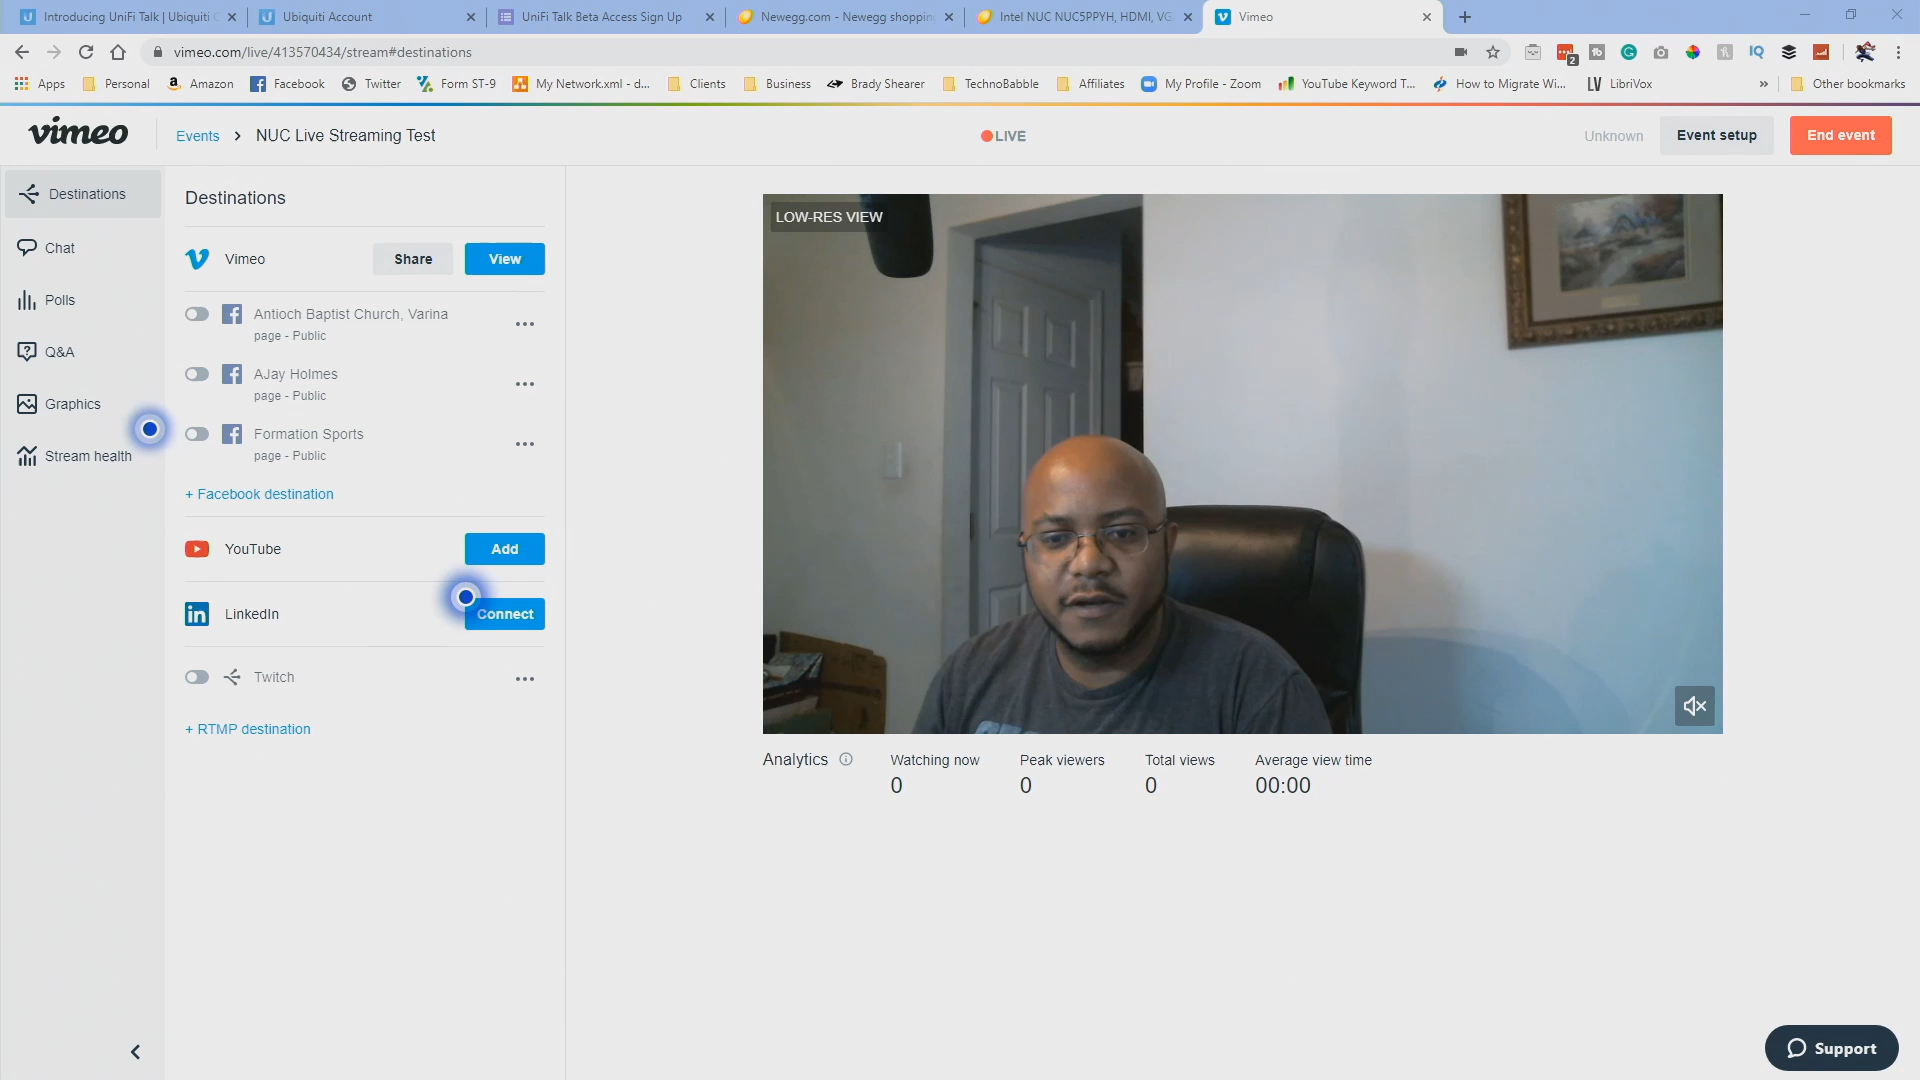 Introducing UniFi Talk | Ubiquiti C
Ubiquiti Account
UniFi Talk Beta Access Sign Up
Newegg.com - Newegg shopping
Intel NUC NUC5PPYH, HDMI, VG
Vimeo
vimeo.com/live/413570434/stream#destinations
2
IQ
Apps
Personal
Amazon
Facebook
Twitter
Form ST-9
My Network.xml - d...
Clients
Business
Brady Shearer
TechnoBabble
Affiliates
My Profile - Zoom
YouTube Keyword T...
How to Migrate Wi...
LV LibriVox
»
Other bookmarks
vimeo
Events > NUC Live Streaming Test
LIVE
Unknown
Event setup
End event
Destinations
Chat
Polls
Q&A
Graphics
Stream health
Destinations
Vimeo
Share
View
Antioch Baptist Church, Varina
page - Public
AJay Holmes
page - Public
Formation Sports
page - Public
+ Facebook destination
YouTube
Add
LinkedIn
Connect
Twitch
+ RTMP destination
LOW-RES VIEW
Analytics
Watching now
0
Peak viewers
0
Total views
0
Average view time
00:00
Support